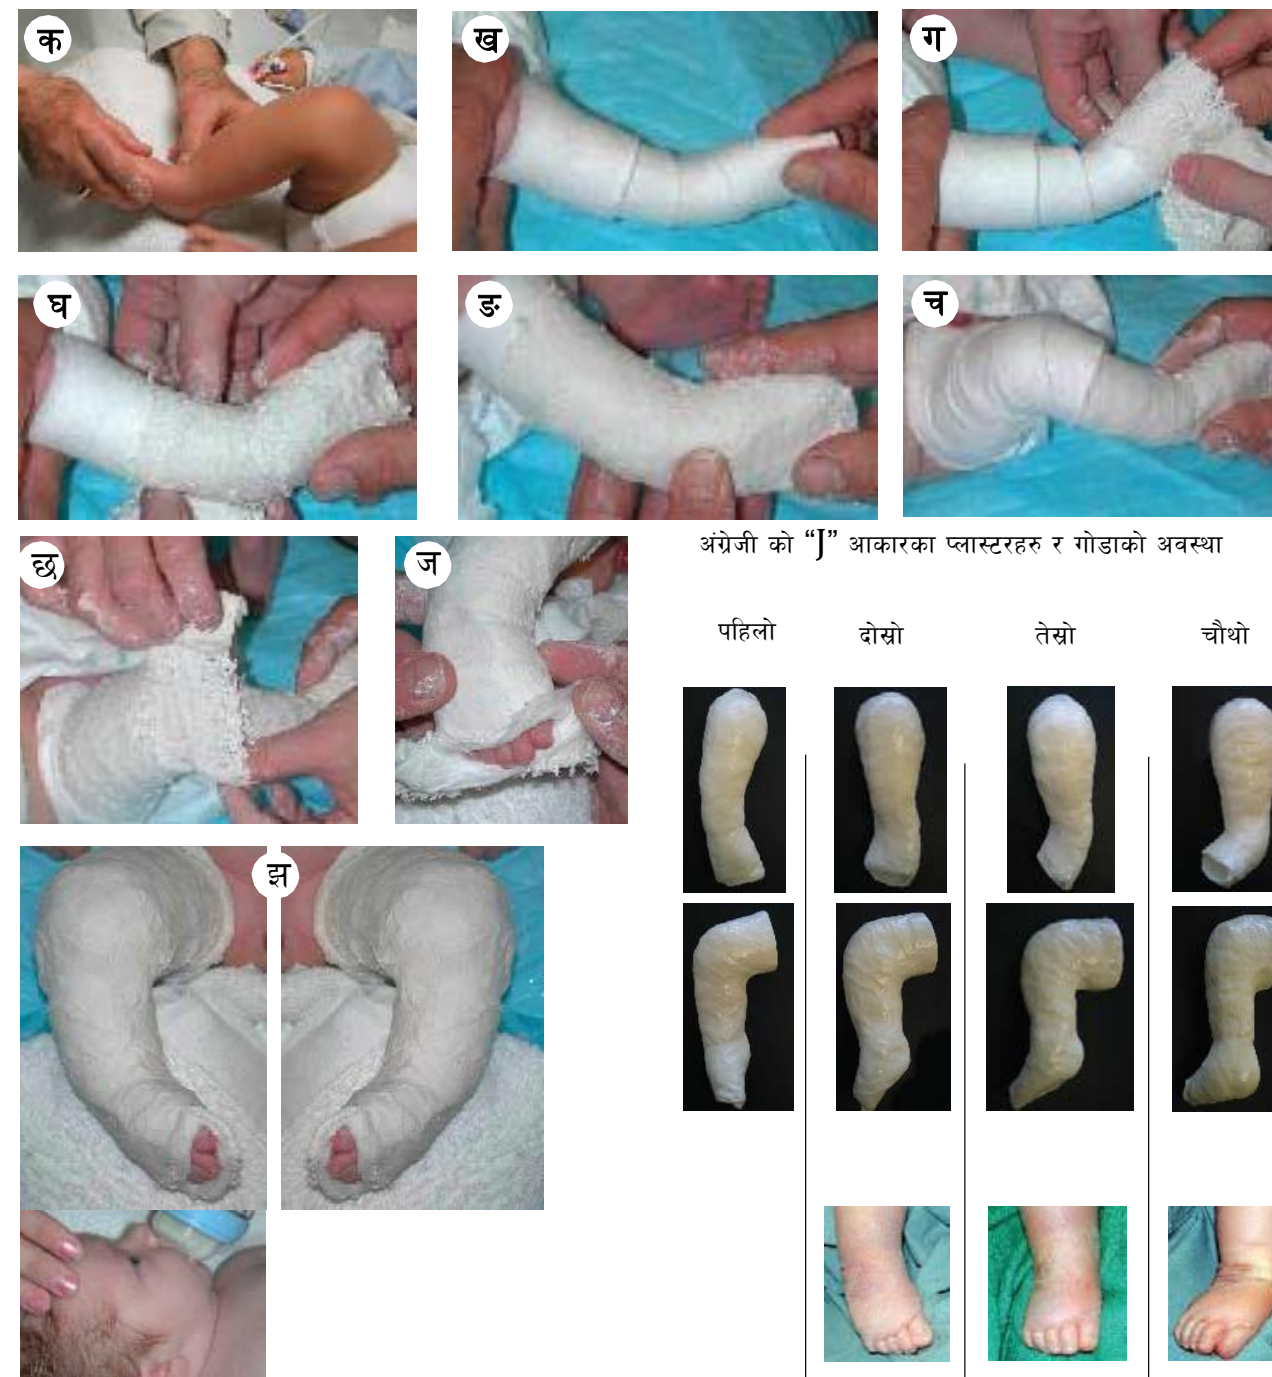 क
ख
ग
घ
ङ
च
छ
ज
झ
अंग्रेजी को “J” आकारका प्लास्टरहरु र गोडाको अवस्था
पहिलो दोस्रो तेस्रो चौथो